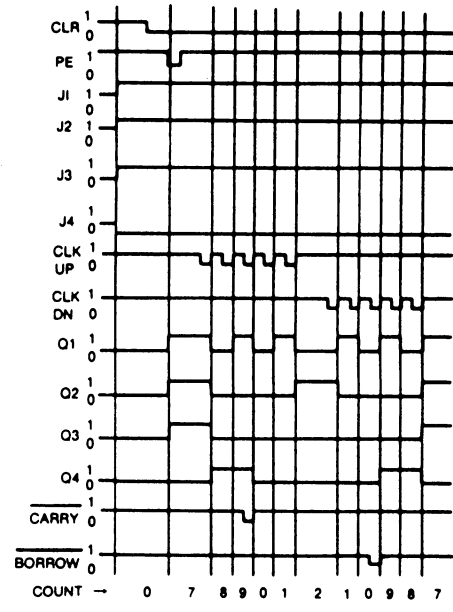 CLR 1
0
PE 1
0
J1 1
0
J2 1
0
J3 1
0
J4 1
0
CLK UP 1
0
CLK DN 1
0
Q1 1
0
Q2 1
0
Q3 1
0
Q4 1
0
CARRY 1
0
BORROW 1
0
COUNT → 0 7 8 9 0 1 2 1 0 9 8 7